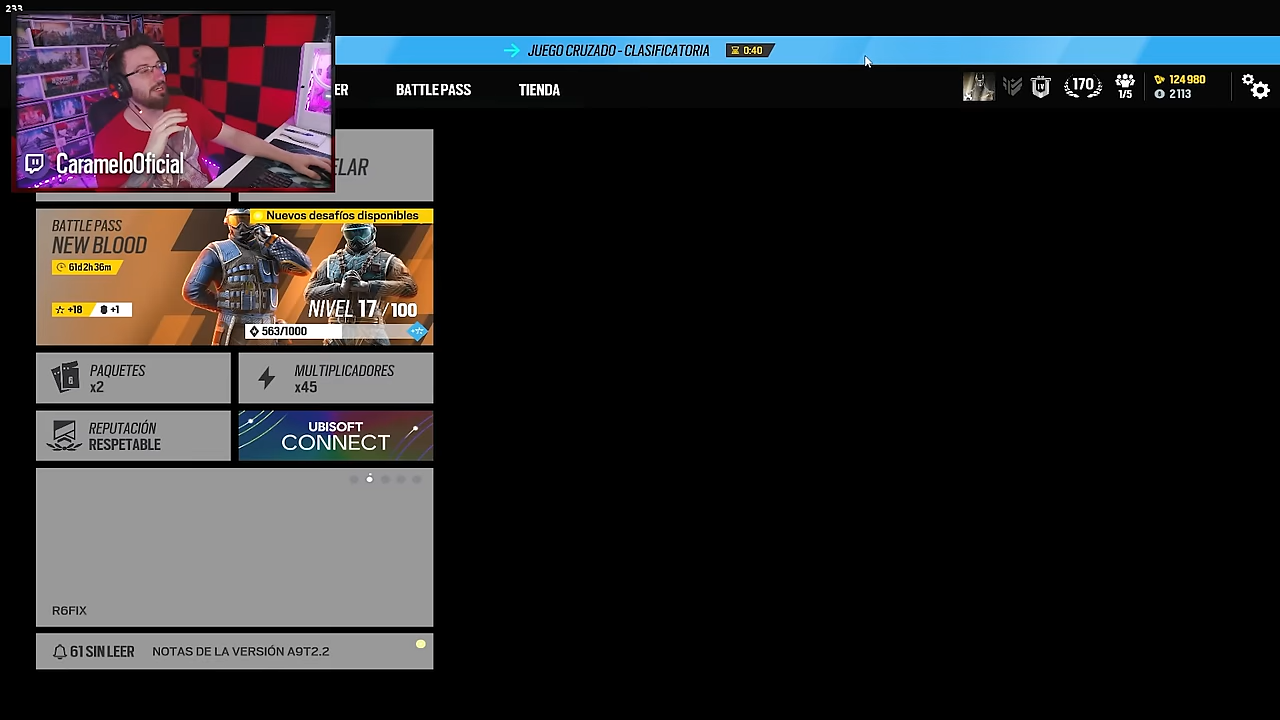 233
JUEGO CRUZADO - CLASIFICATORIA
0:40
ER
BATTLE PASS
TIENDA
IV
170
1/5
124 980
2113
CarameloOficial
ELAR
Nuevos desafíos disponibles
BATTLE PASS
NEW BLOOD
61d 2h 36m
+18
+1
NIVEL 17 / 100
563/1000
PAQUETES
x2
MULTIPLICADORES
x45
REPUTACIÓN
RESPETABLE
UBISOFT
CONNECT
R6FIX
61 SIN LEER
NOTAS DE LA VERSIÓN A9T2.2